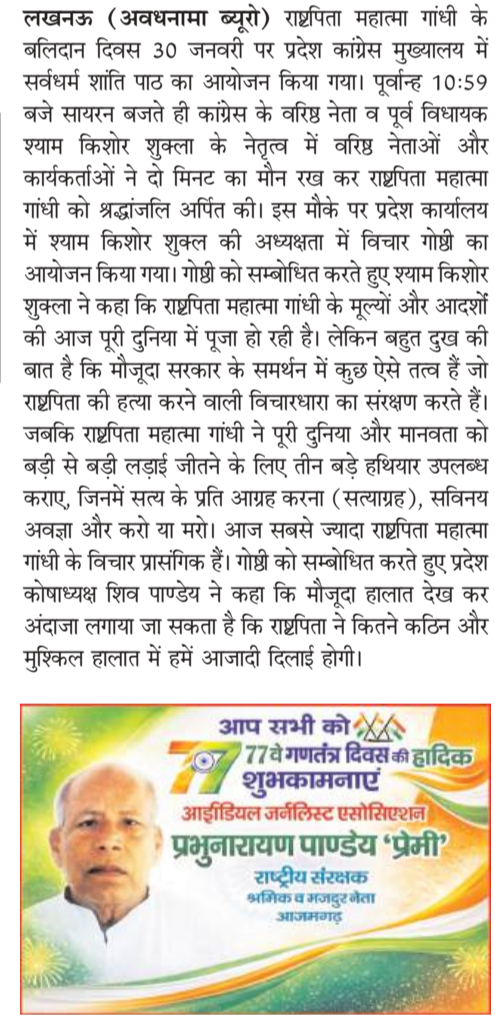 लखनऊ (अवधनामा ब्यूरो) राष्ट्रपिता महात्मा गांधी के
बलिदान दिवस 30 जनवरी पर प्रदेश कांग्रेस मुख्यालय में
सर्वधर्म शांति पाठ का आयोजन किया गया। पूर्वान्ह 10:59
बजे सायरन बजते ही कांग्रेस के वरिष्ठ नेता व पूर्व विधायक
श्याम किशोर शुक्ला के नेतृत्व में वरिष्ठ नेताओं और
कार्यकर्ताओं ने दो मिनट का मौन रख कर राष्ट्रपिता महात्मा
गांधी को श्रद्धांजलि अर्पित की। इस मौके पर प्रदेश कार्यालय
में श्याम किशोर शुक्ल की अध्यक्षता में विचार गोष्ठी का
आयोजन किया गया। गोष्ठी को सम्बोधित करते हुए श्याम किशोर
शुक्ला ने कहा कि राष्ट्रपिता महात्मा गांधी के मूल्यों और आदर्शों
की आज पूरी दुनिया में पूजा हो रही है। लेकिन बहुत दुख की
बात है कि मौजूदा सरकार के समर्थन में कुछ ऐसे तत्व हैं जो
राष्ट्रपिता की हत्या करने वाली विचारधारा का संरक्षण करते हैं।
जबकि राष्ट्रपिता महात्मा गांधी ने पूरी दुनिया और मानवता को
बड़ी से बड़ी लड़ाई जीतने के लिए तीन बड़े हथियार उपलब्ध
कराए, जिनमें सत्य के प्रति आग्रह करना (सत्याग्रह), सविनय
अवज्ञा और करो या मरो। आज सबसे ज्यादा राष्ट्रपिता महात्मा
गांधी के विचार प्रासंगिक हैं। गोष्ठी को सम्बोधित करते हुए प्रदेश
कोषाध्यक्ष शिव पाण्डेय ने कहा कि मौजूदा हालात देख कर
अंदाजा लगाया जा सकता है कि राष्ट्रपिता ने कितने कठिन और
मुश्किल हालात में हमें आजादी दिलाई होगी।
आप सभी को
77 77वे गणतंत्र दिवस की हार्दिक
शुभकामनाएं
आईडियल जर्नलिस्ट एसोसिएशन
प्रभुनारायण पाण्डेय 'प्रेमी'
राष्ट्रीय संरक्षक
श्रमिक व मजदुर नेता
आजमगढ़